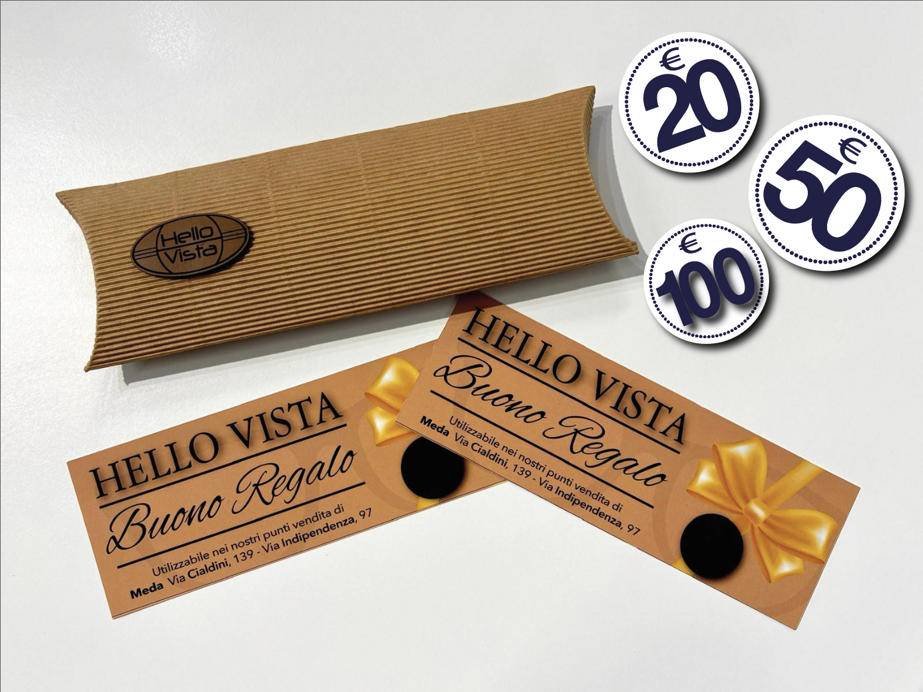 €
20
€
50
€
100
Hello
Vista
HELLO VISTA
Buono Regalo
Utilizzabile nei nostri punti vendita di
Meda Via Cialdini, 139 - Via Indipendenza, 97
HELLO VISTA
Buono Regalo
Utilizzabile nei nostri punti vendita di
Meda Via Cialdini, 139 - Via Indipendenza, 97